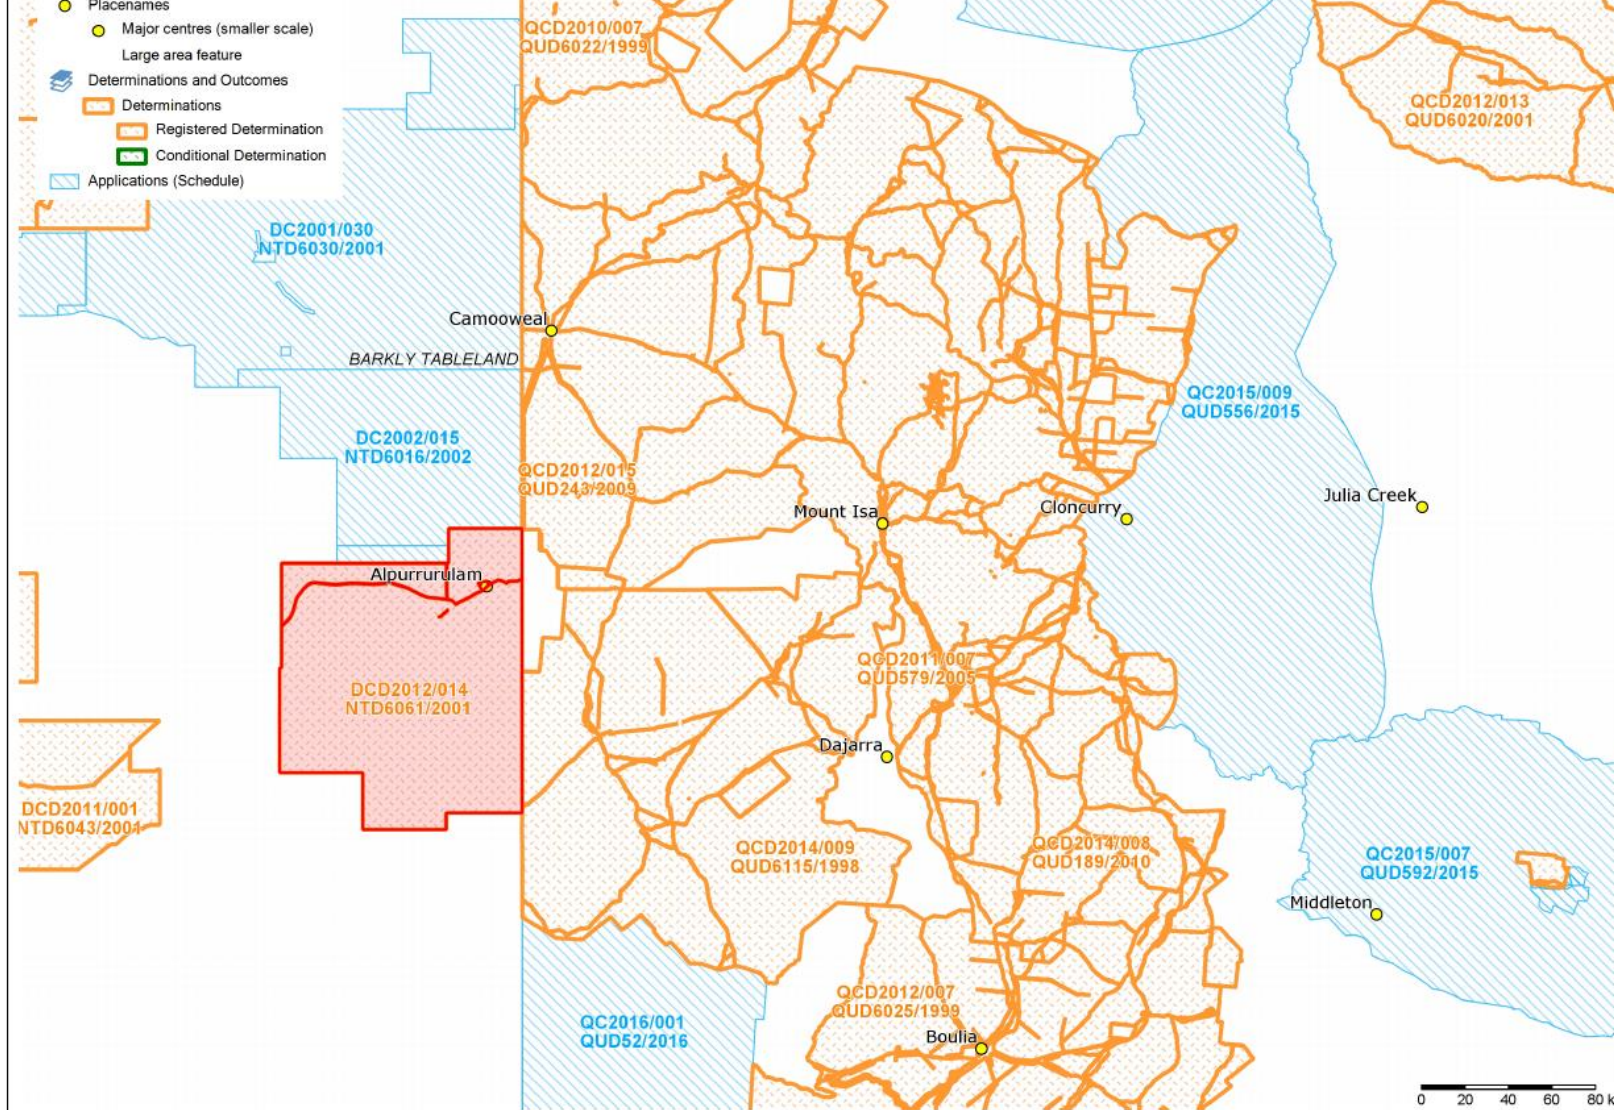 Placenames
Major centres (smaller scale)
Large area feature
Determinations and Outcomes
Determinations
Registered Determination
Conditional Determination
Applications (Schedule)
QCD2010/007
QUD6022/1999
QCD2012/013
QUD6020/2001
DC2001/030
NTD6030/2001
Camooweal
BARKLY TABLELAND
QC2015/009
QUD556/2015
DC2002/015
NTD6016/2002
QCD2012/015
QUD243/2009
Mount Isa
Cloncurry
Julia Creek
Alpurrurulam
DCD2012/014
NTD6061/2001
QCD2011/007
QUD579/2005
Dajarra
DCD2011/001
NTD6043/2001
QCD2014/009
QUD6115/1998
QCD2014/008
QUD189/2010
QC2015/007
QUD592/2015
Middleton
QCD2012/007
QUD6025/1999
QC2016/001
QUD52/2016
Boulia
0 20 40 60 80 k